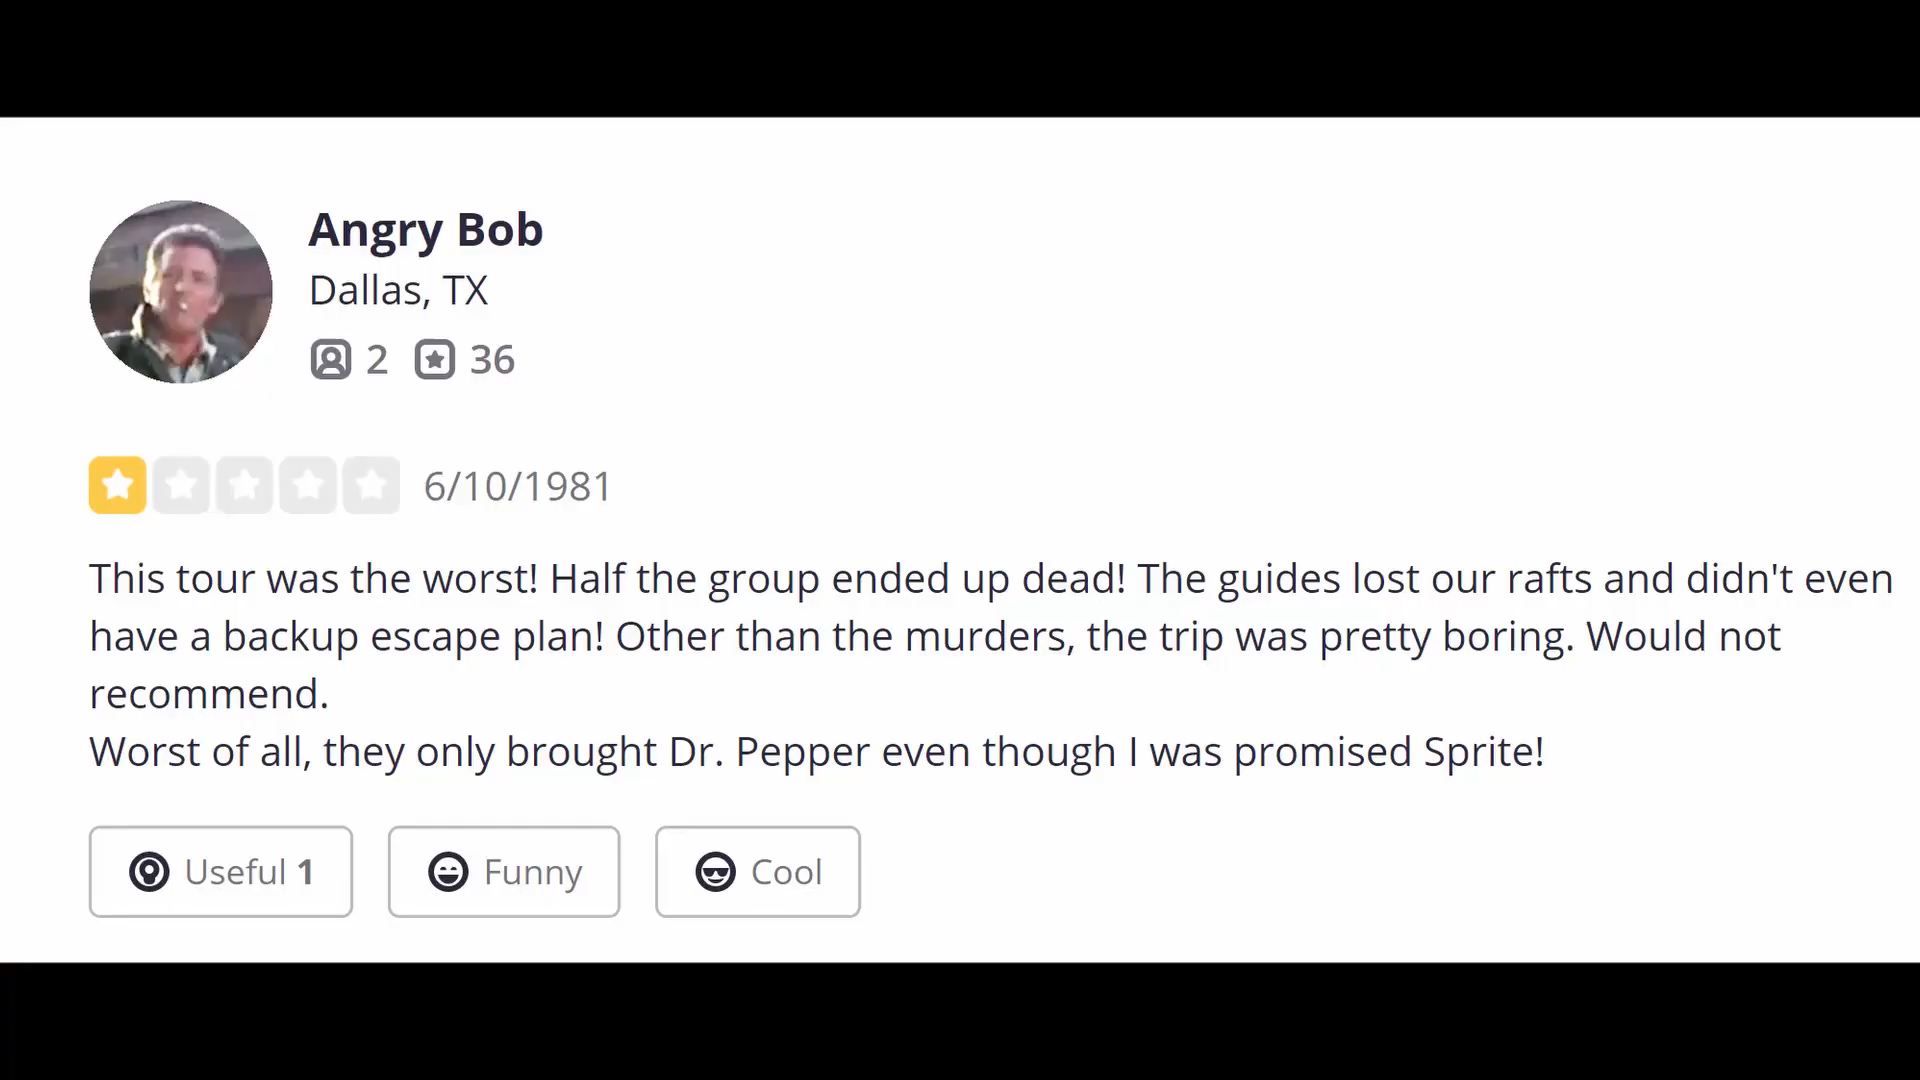 Angry Bob
Dallas, TX
2 36
6/10/1981
This tour was the worst! Half the group ended up dead! The guides lost our rafts and didn't even
have a backup escape plan! Other than the murders, the trip was pretty boring. Would not
recommend.
Worst of all, they only brought Dr. Pepper even though I was promised Sprite!
Useful 1 Funny Cool